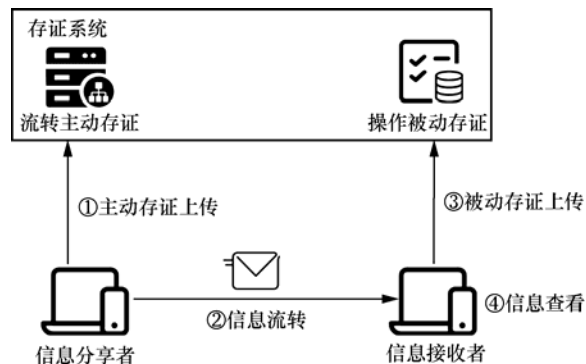 存证系统
流转主动存证
操作被动存证
①主动存证上传
③被动存证上传
②信息流转
④信息查看
信息分享者
信息接收者